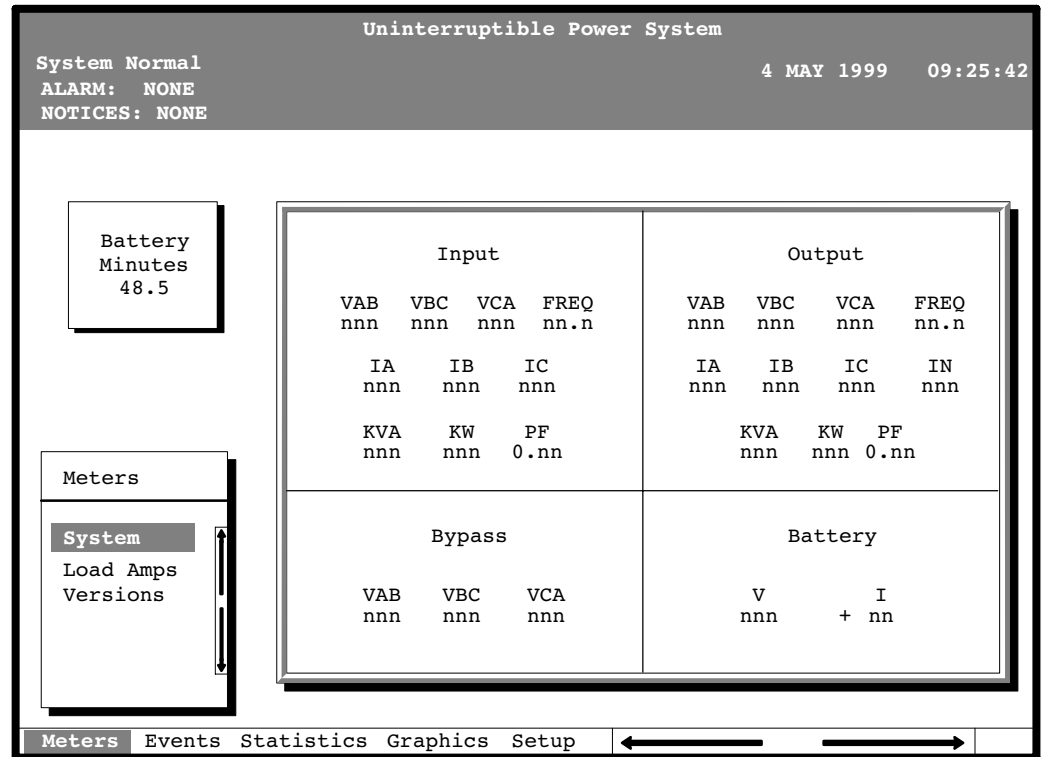 Uninterruptible Power System
System Normal
4 MAY 1999 09:25:42
ALARM: NONE
NOTICES: NONE
Battery
Minutes
48.5
Input
VAB VBC VCA FREQ
nnn nnn nnn nn.n
IA IB IC
nnn nnn nnn
KVA KW PF
nnn nnn 0.nn
Output
VAB VBC VCA FREQ
nnn nnn nnn nn.n
IA IB IC IN
nnn nnn nnn nnn
KVA KW PF
nnn nnn 0.nn
Meters
System
Load Amps
Versions
Bypass
VAB VBC VCA
nnn nnn nnn
Battery
V I
nnn + nn
Meters Events Statistics Graphics Setup